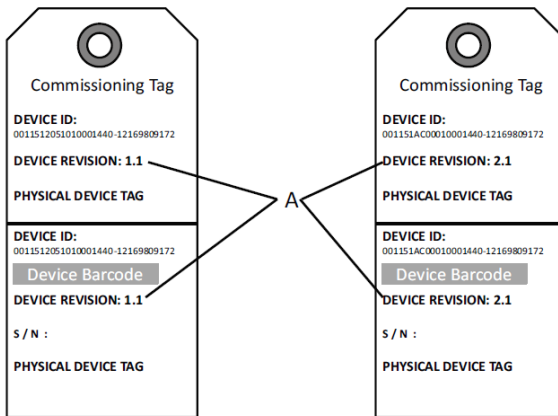 Commissioning Tag
DEVICE ID:
0011512051010001440-12169809172
DEVICE REVISION: 1.1
PHYSICAL DEVICE TAG
DEVICE ID:
0011512051010001440-12169809172
Device Barcode
DEVICE REVISION: 1.1
S / N :
PHYSICAL DEVICE TAG
A
Commissioning Tag
DEVICE ID:
001151AC00010001440-12169809172
DEVICE REVISION: 2.1
PHYSICAL DEVICE TAG
DEVICE ID:
001151AC00010001440-12169809172
Device Barcode
DEVICE REVISION: 2.1
S / N :
PHYSICAL DEVICE TAG